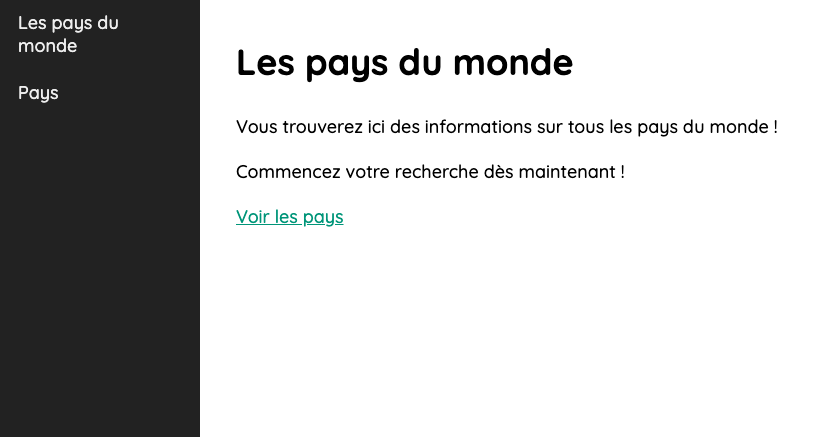 Les pays du
monde
Pays
Les pays du monde
Vous trouverez ici des informations sur tous les pays du monde !
Commencez votre recherche dès maintenant !
Voir les pays